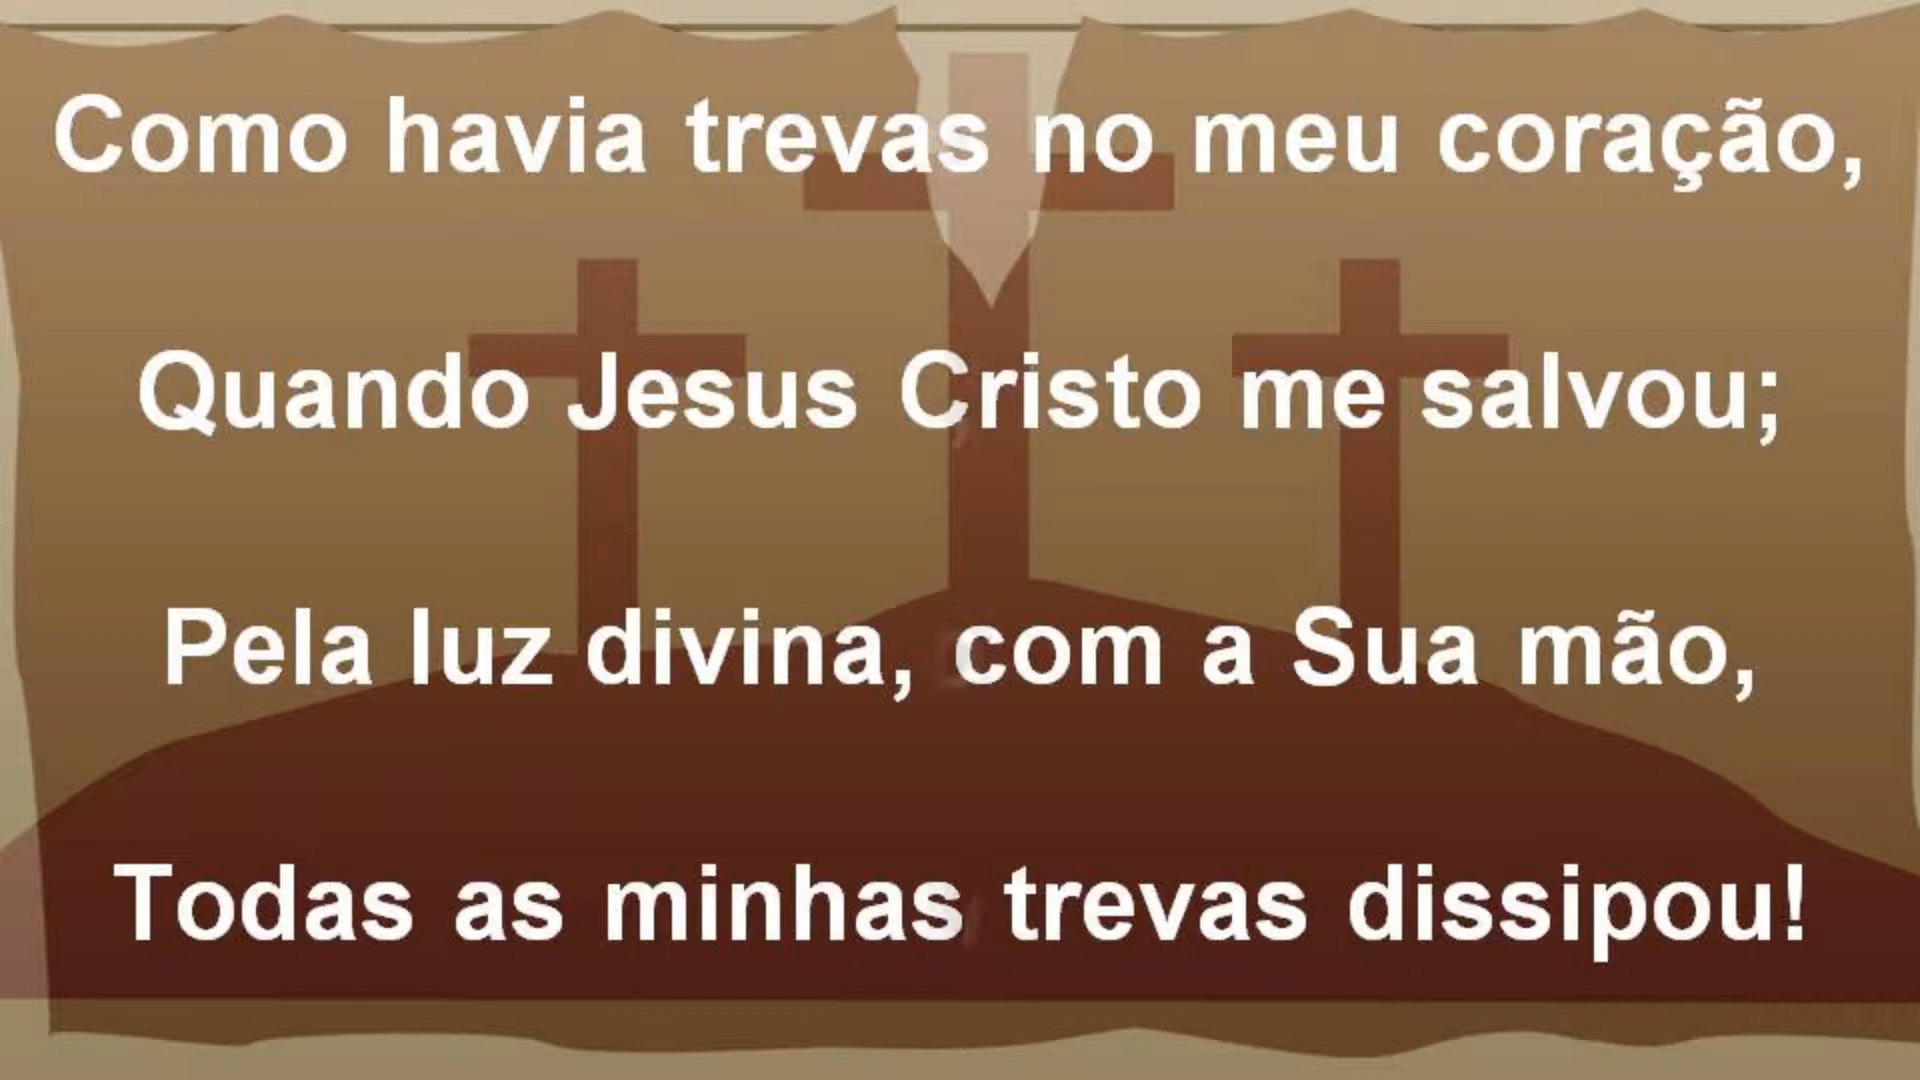 Como havia trevas no meu coração,
Quando Jesus Cristo me salvou;
Pela luz divina, com a Sua mão,
Todas as minhas trevas dissipou!